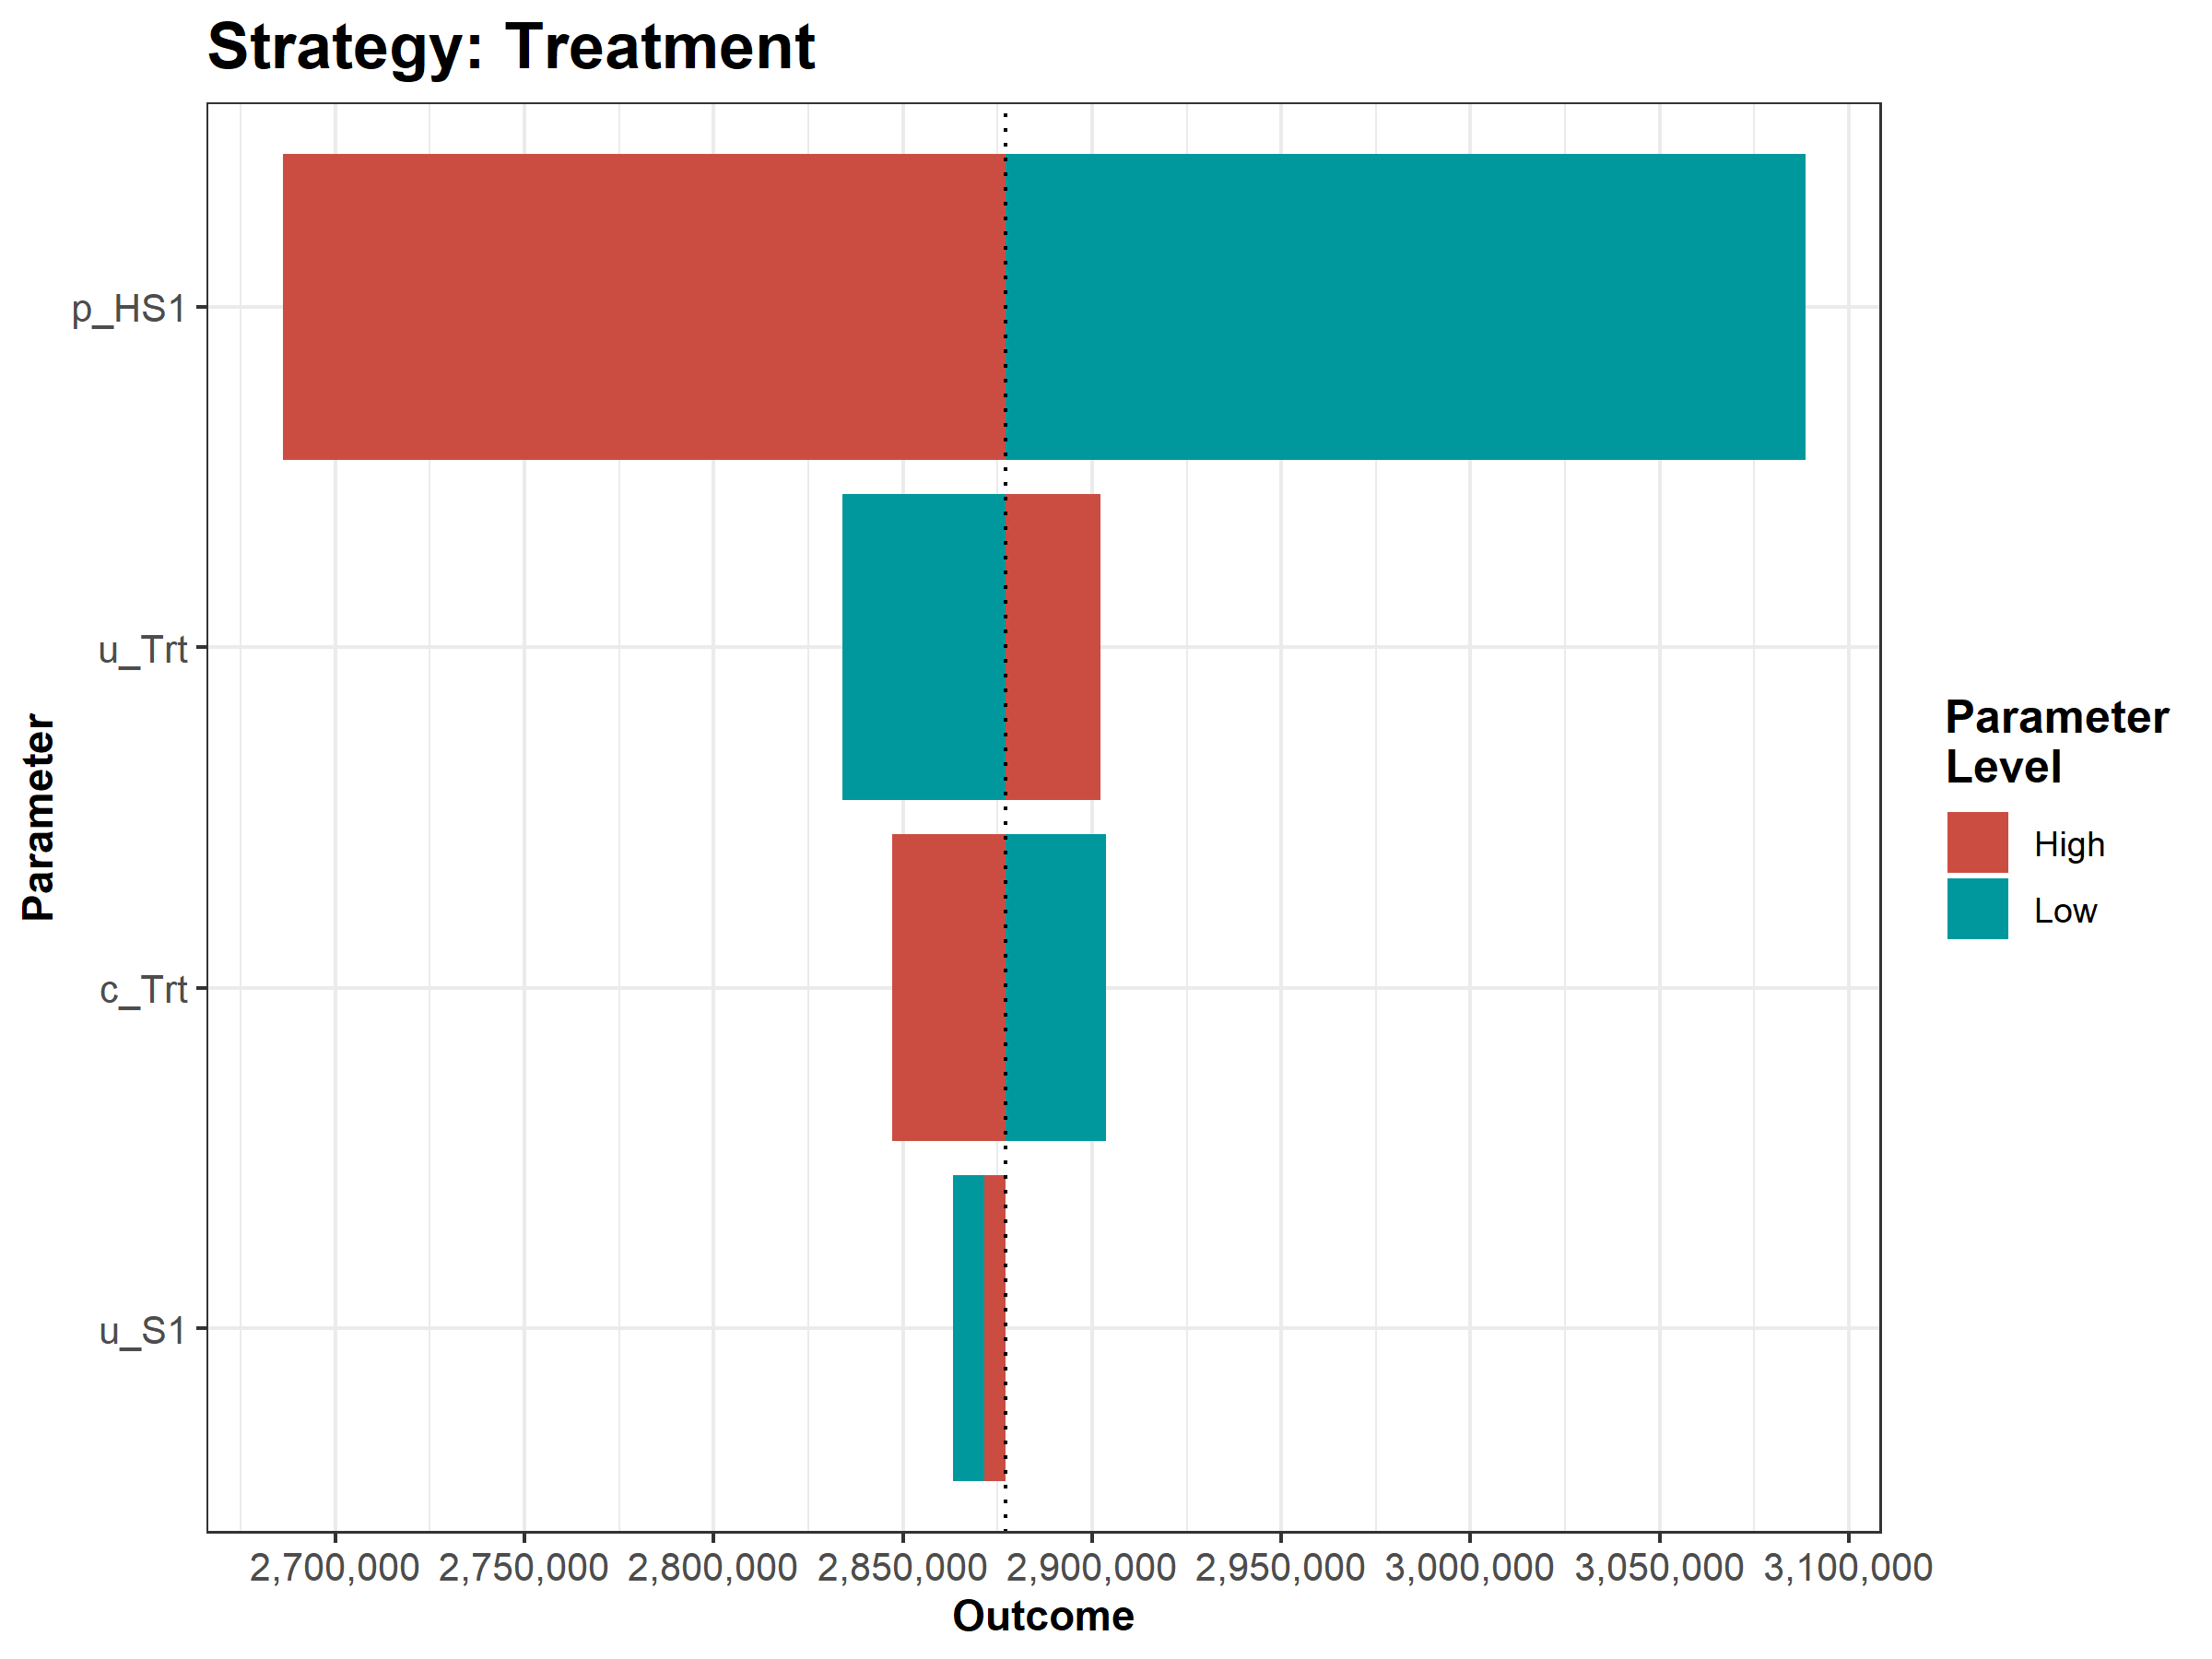 Strategy: Treatment
Parameter
p_HS1
u_Trt
c_Trt
u_S1
2,700,000 2,750,000 2,800,000 2,850,000 2,900,000 2,950,000 3,000,000 3,050,000 3,100,000
Outcome
Parameter
Level
High
Low